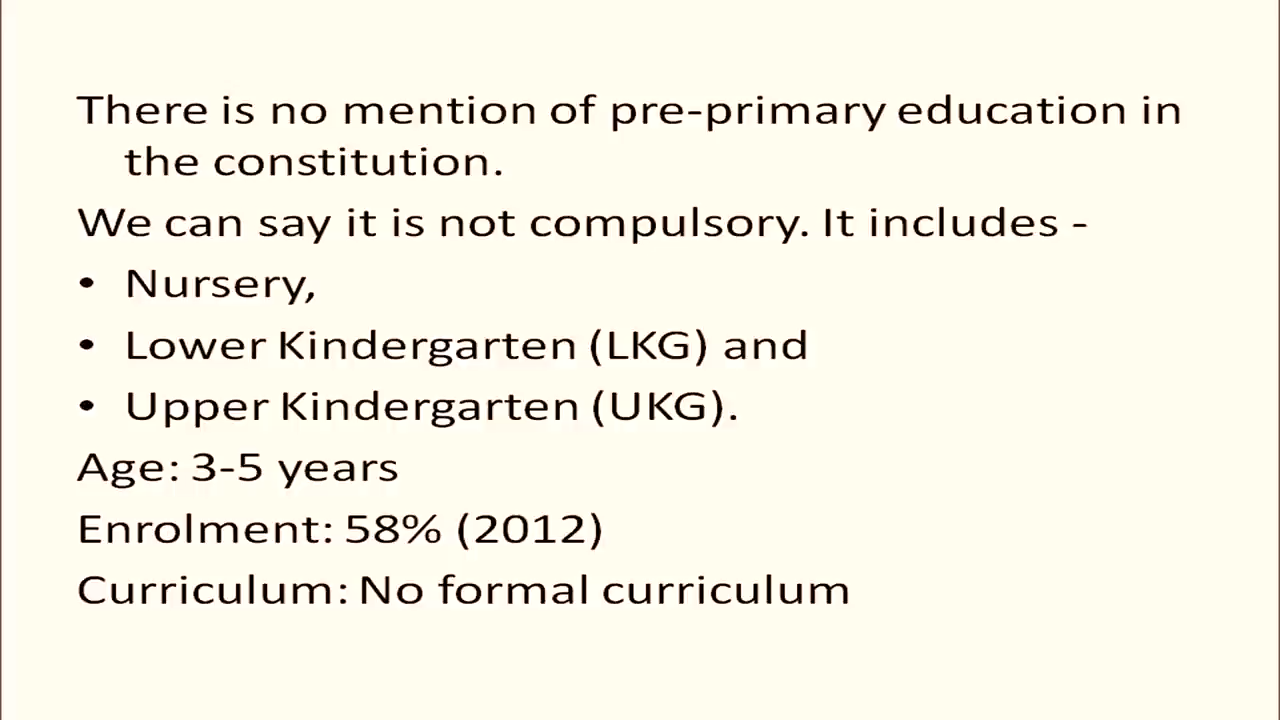 There is no mention of pre-primary education in
the constitution.
We can say it is not compulsory. It includes -
• Nursery,
• Lower Kindergarten (LKG) and
• Upper Kindergarten (UKG).
Age: 3-5 years
Enrolment: 58% (2012)
Curriculum: No formal curriculum